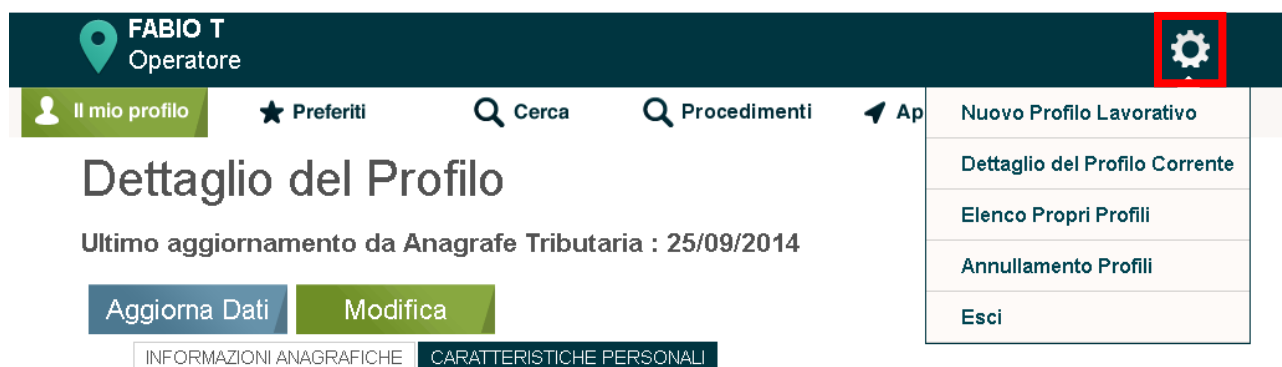 FABIO T
Operatore
Il mio profilo
Preferiti
Cerca
Procedimenti
Ap
Nuovo Profilo Lavorativo
Dettaglio del Profilo Corrente
Elenco Propri Profili
Annullamento Profili
Esci
Dettaglio del Profilo
Ultimo aggiornamento da Anagrafe Tributaria : 25/09/2014
Aggiorna Dati
Modifica
INFORMAZIONI ANAGRAFICHE
CARATTERISTICHE PERSONALI